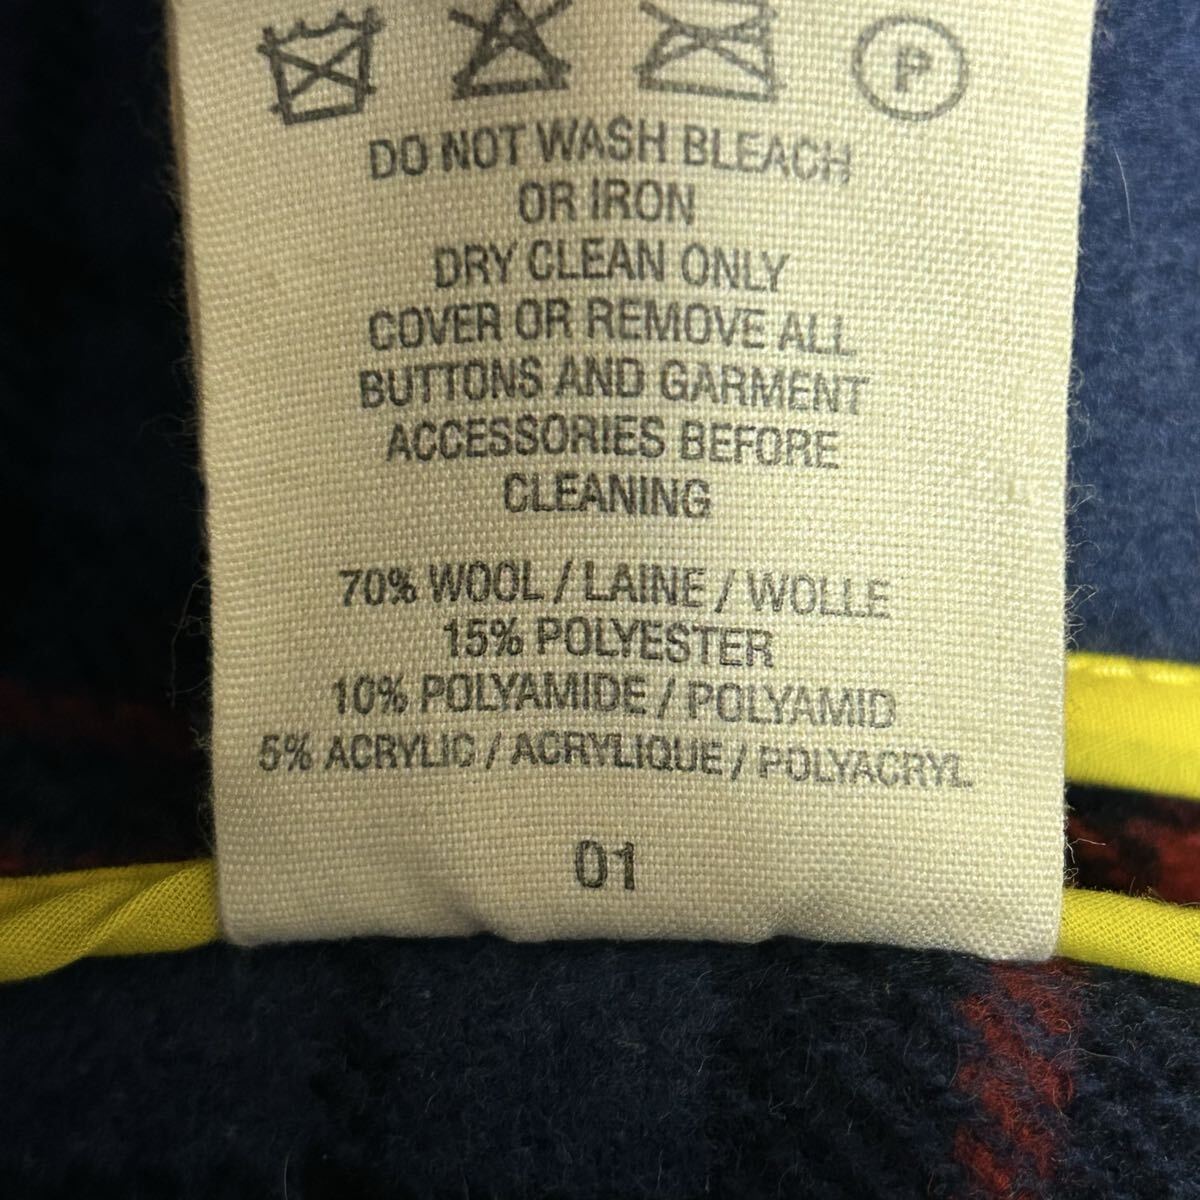 P
DO NOT WASH BLEACH
OR IRON
DRY CLEAN ONLY
COVER OR REMOVE ALL
BUTTONS AND GARMENT
ACCESSORIES BEFORE
CLEANING
70% WOOL / LAINE / WOLLE
15% POLYESTER
10% POLYAMIDE / POLYAMID
5% ACRYLIC / ACRYLIQUE / POLYACRYL
01